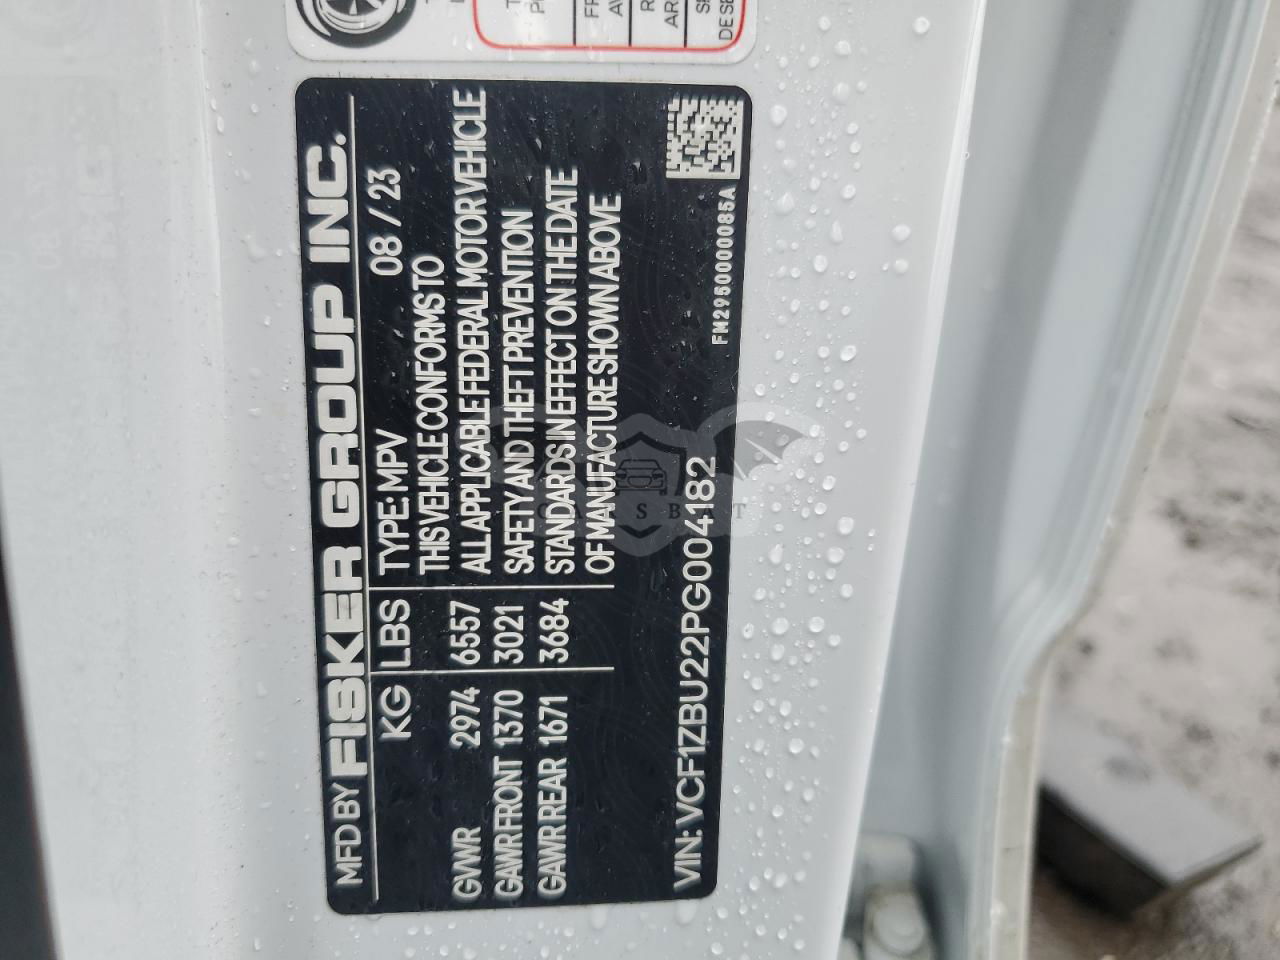 MFD BY FISKER GROUP INC.
KG LBS TYPE: MPV 08 / 23
GVWR 2974 6557
GAWR FRONT 1370 3021
GAWR REAR 1671 3684
THIS VEHICLE CONFORMS TO
ALL APPLICABLE FEDERAL MOTOR VEHICLE
SAFETY AND THEFT PREVENTION
STANDARDS IN EFFECT ON THE DATE
OF MANUFACTURE SHOWN ABOVE
VIN: VCF1ZBU22PG004182
FM2950000085A
CARSBAT